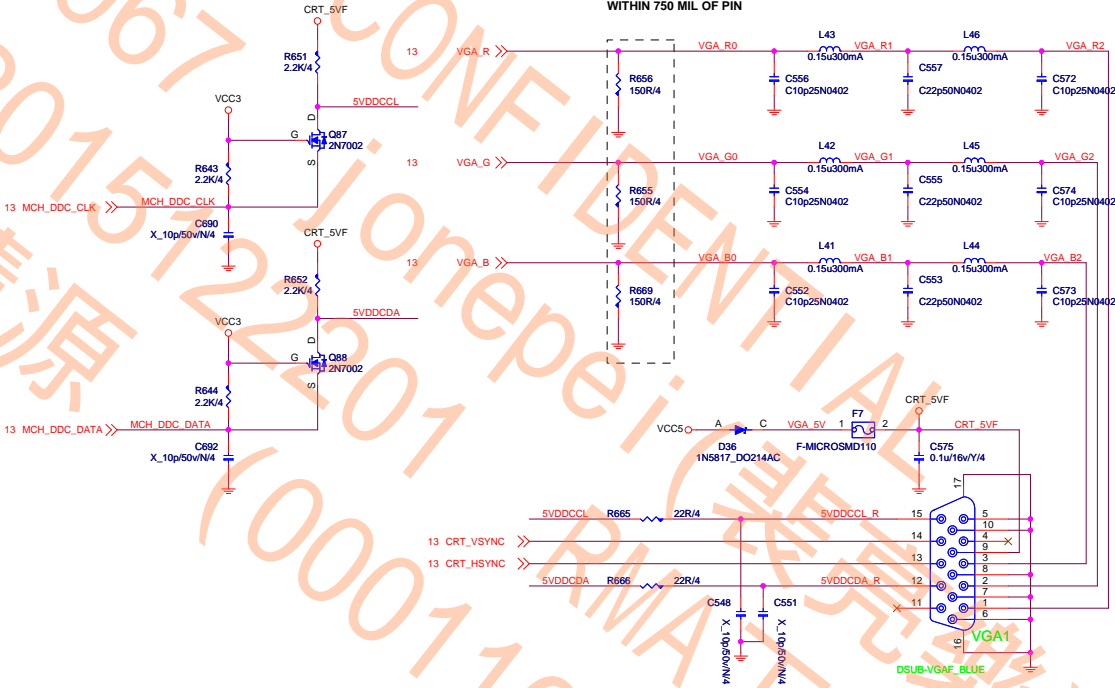 WITHIN 750 MIL OF PIN
CRT_5VF
R651
2.2K/4
5VDDCCL
VCC3
D
G
S
Q87
2N7002
R643
2.2K/4
13 MCH_DDC_CLK
MCH_DDC_CLK
C690
X_10p/50v/N/4
CRT_5VF
R652
2.2K/4
5VDDCDA
VCC3
D
G
S
Q88
2N7002
R644
2.2K/4
13 MCH_DDC_DATA
MCH_DDC_DATA
C692
X_10p/50v/N/4
13 VGA_R
R656
150R/4
VGA_R0
C556
C10p25N0402
L43
0.15u300mA
VGA_R1
C557
C22p50N0402
L46
0.15u300mA
VGA_R2
C572
C10p25N0402
13 VGA_G
R655
150R/4
VGA_G0
C554
C10p25N0402
L42
0.15u300mA
VGA_G1
C555
C22p50N0402
L45
0.15u300mA
VGA_G2
C574
C10p25N0402
13 VGA_B
R669
150R/4
VGA_B0
C552
C10p25N0402
L41
0.15u300mA
VGA_B1
C553
C22p50N0402
L44
0.15u300mA
VGA_B2
C573
C10p25N0402
VCC5
A
C
D36
1N5817_DO214AC
VGA_5V
1
F7
2
F-MICROSMD110
CRT_5VF
CRT_5VF
C575
0.1u/16v/Y/4
5VDDCCL
R665
22R/4
5VDDCCL_R
13 CRT_VSYNC
13 CRT_HSYNC
5VDDCDA
R666
22R/4
5VDDCDA_R
C548
X_10p/50v/N/4
C551
X_10p/50v/N/4
17
15
14
13
12
11
5
10
4
9
3
8
2
7
1
6
16
VGA1
DSUB-VGAF_BLUE
CONFIDENTIAL
jonepei(裴亮樂
RMA T